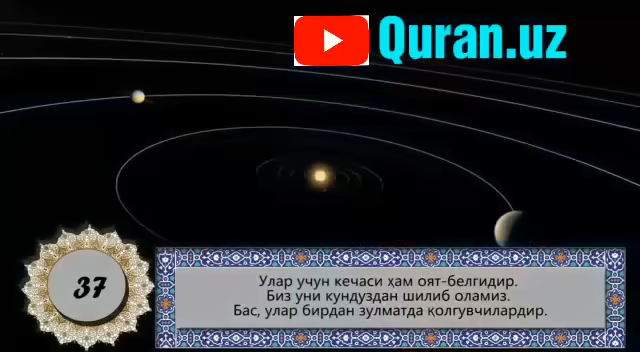 Quran.uz
37
Улар учун кечаси ҳам оят-белгидир.
Биз уни кундуздан шилиб оламиз.
Бас, улар бирдан зулматда қолгувчилардир.